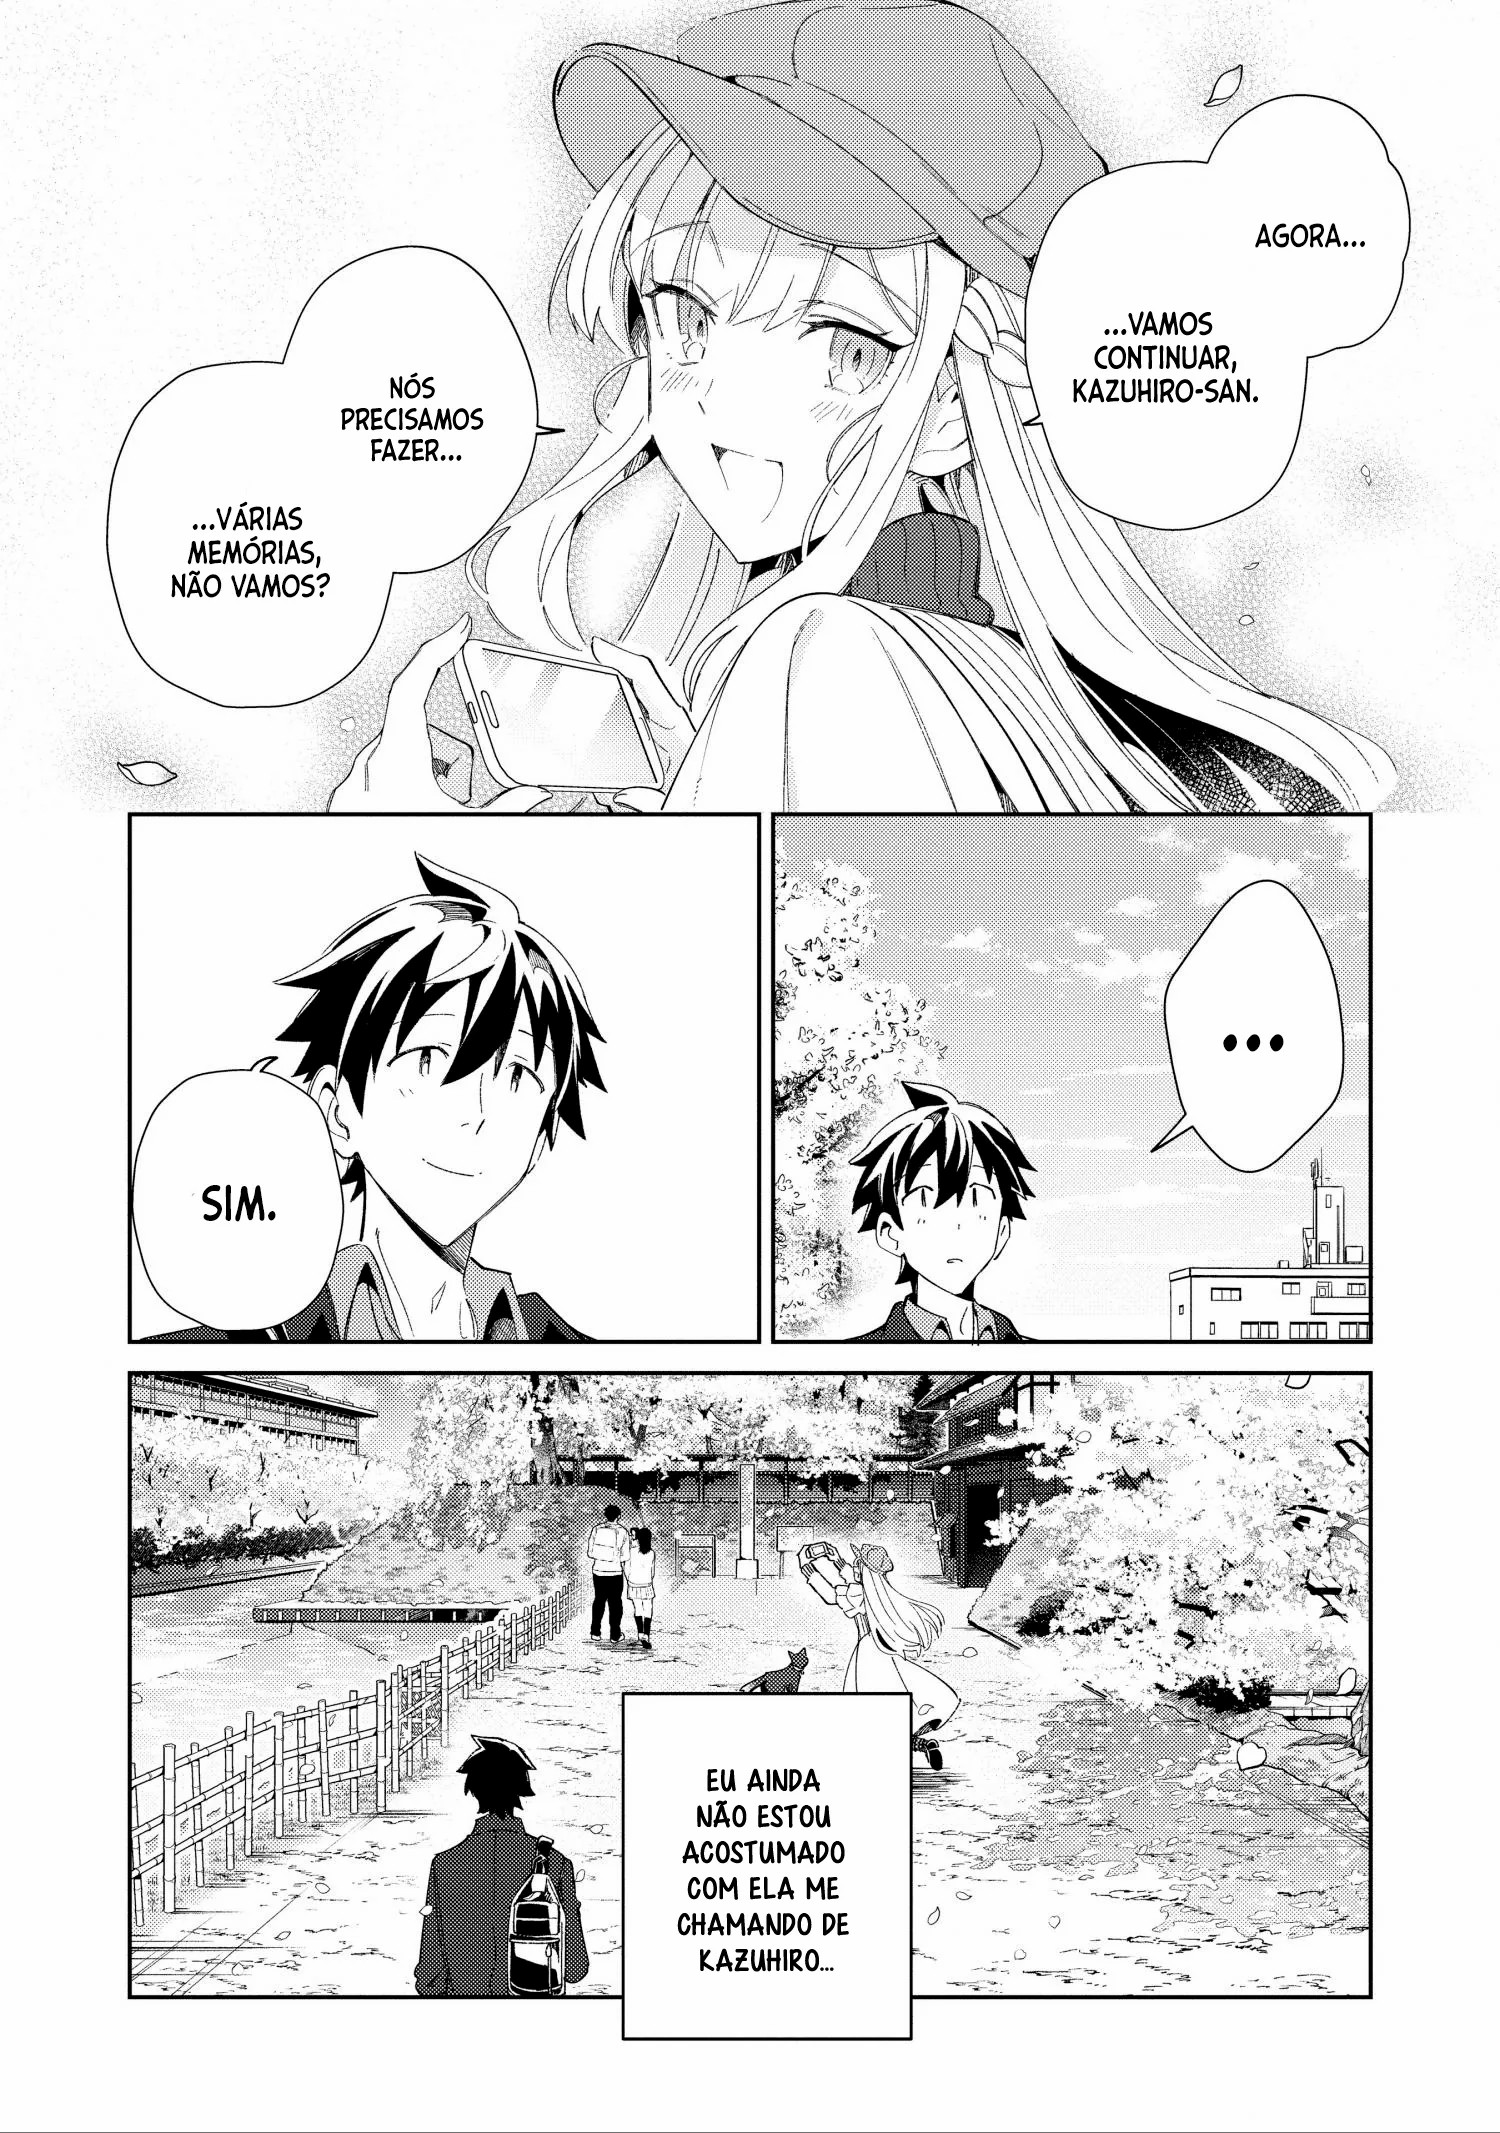 AGORA...
...VAMOS
CONTINUAR,
KAZUHIRO-SAN.
NÓS
PRECISAMOS
FAZER...
...VÁRIAS
MEMÓRIAS,
NÃO VAMOS?
...
SIM.
EU AINDA
NÃO ESTOU
ACOSTUMADO
COM ELA ME
CHAMANDO DE
KAZUHIRO...